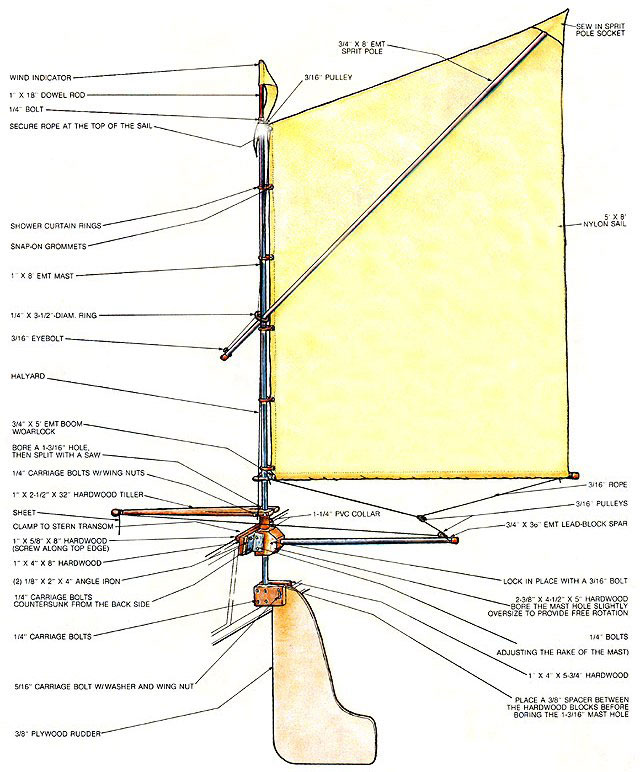 SEW IN SPRIT
POLE SOCKET
3/4" X 8' EMT
SPRIT POLE
WIND INDICATOR
3/16" PULLEY
1" X 18" DOWEL ROD
1/4" BOLT
SECURE ROPE AT THE TOP OF THE SAIL
5' X 8'
NYLON SAIL
SHOWER CURTAIN RINGS
SNAP-ON GROMMETS
1" X 8' EMT MAST
1/4" X 3-1/2"-DIAM. RING
3/16" EYEBOLT
HALYARD
3/4" X 5' EMT BOOM
W/OARLOCK
BORE A 1-3/16" HOLE,
THEN SPLIT WITH A SAW
1/4" CARRIAGE BOLTS W/WING NUTS
1" X 2-1/2" X 32" HARDWOOD TILLER
SHEET
CLAMP TO STERN TRANSOM
1" X 5/8" X 8" HARDWOOD
(SCREW ALONG TOP EDGE)
1" X 4" X 8" HARDWOOD
(2) 1/8" X 2" X 4" ANGLE IRON
1/4" CARRIAGE BOLTS
COUNTERSUNK FROM THE BACK SIDE
1/4" CARRIAGE BOLTS
5/16" CARRIAGE BOLT W/WASHER AND WING NUT
3/8" PLYWOOD RUDDER
3/16" ROPE
3/16" PULLEYS
1-1/4" PVC COLLAR
3/4" X 36" EMT LEAD-BLOCK SPAR
LOCK IN PLACE WITH A 3/16" BOLT
2-3/8" X 4-1/2" X 5" HARDWOOD
BORE THE MAST HOLE SLIGHTLY
OVERSIZE TO PROVIDE FREE ROTATION
1/4" BOLTS
ADJUSTING THE RAKE OF THE MAST)
1" X 4" X 5-3/4" HARDWOOD
PLACE A 3/8" SPACER BETWEEN
THE HARDWOOD BLOCKS BEFORE
BORING THE 1-3/16" MAST HOLE